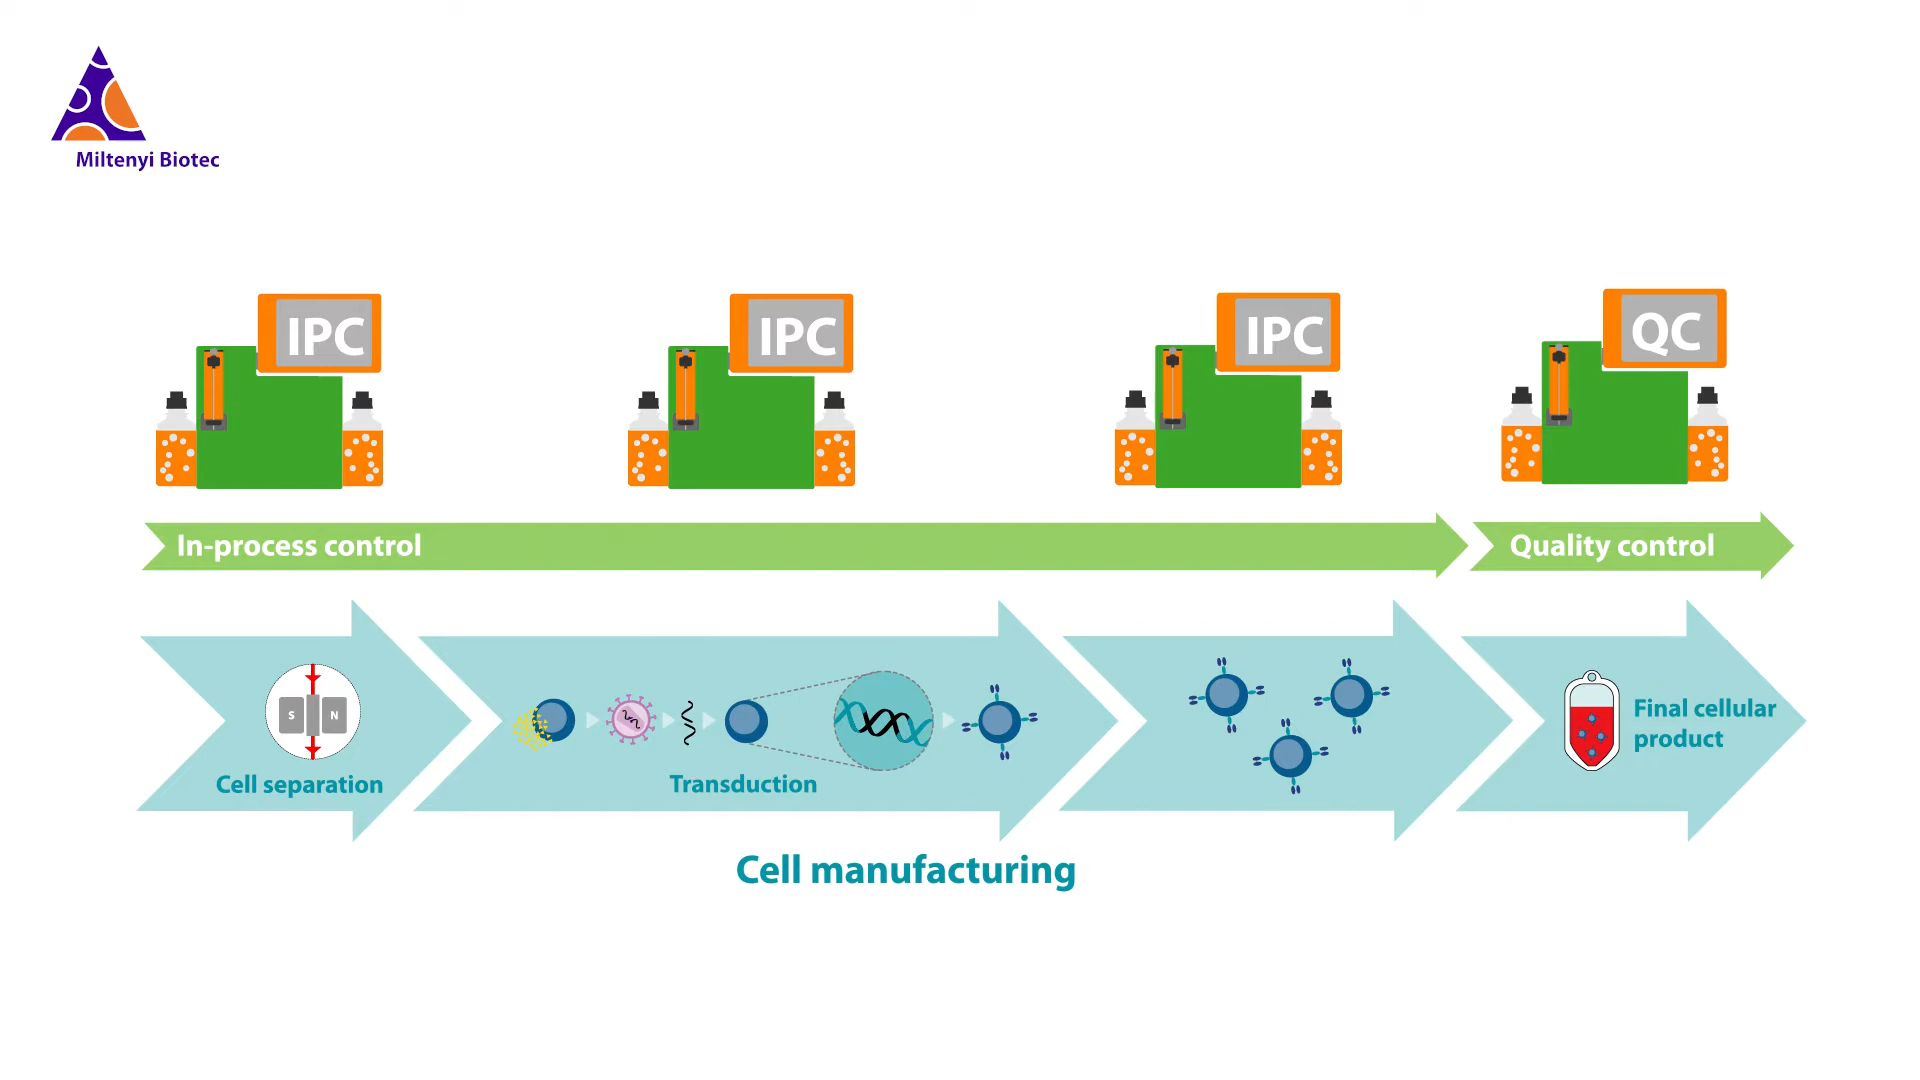 Miltenyi Biotec
IPC
IPC
IPC
QC
In-process control
Quality control
S
N
Cell separation
Transduction
Final cellular
product
Cell manufacturing